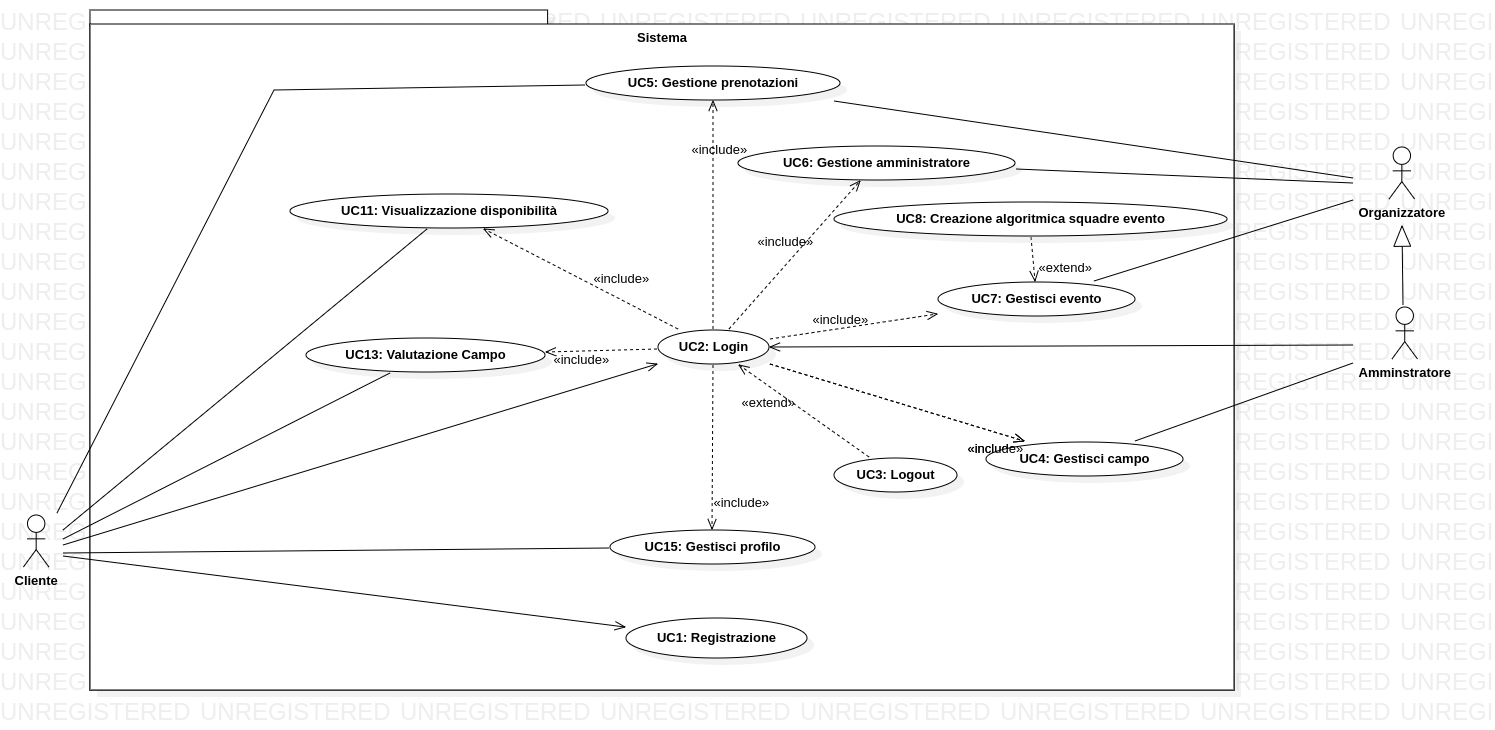 Sistema
UC5: Gestione prenotazioni
«include»
UC6: Gestione amministratore
UC11: Visualizzazione disponibilità
UC8: Creazione algoritmica squadre evento
Organizzatore
«include»
«extend»
«include»
UC7: Gestisci evento
«include»
UC2: Login
UC13: Valutazione Campo
«include»
Amminstratore
«extend»
«include»
UC4: Gestisci campo
UC3: Logout
«include»
UC15: Gestisci profilo
Cliente
UC1: Registrazione
UNREGISTERED UNREGISTERED UNREGISTERED UNREGISTERED UNREGISTERED UNREGISTERED UNREGISTERED UNREGI